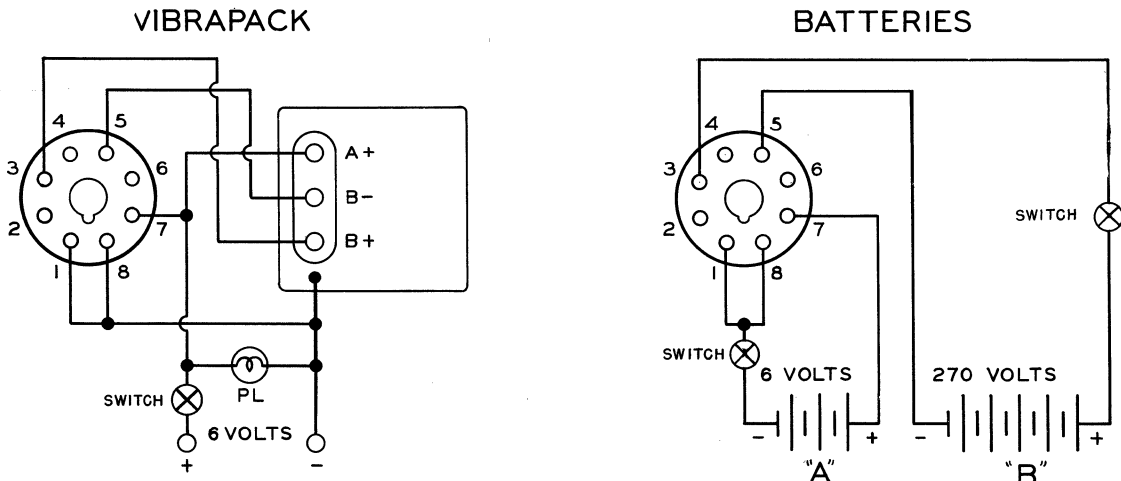 VIBRAPACK
4 5
3 6
2 7
1 8
A+
B-
B+
PL
SWITCH
6 VOLTS
+ -
BATTERIES
4 5
3 6
2 7
1 8
SWITCH
SWITCH
6 VOLTS 270 VOLTS
- + - +
"A" "B"